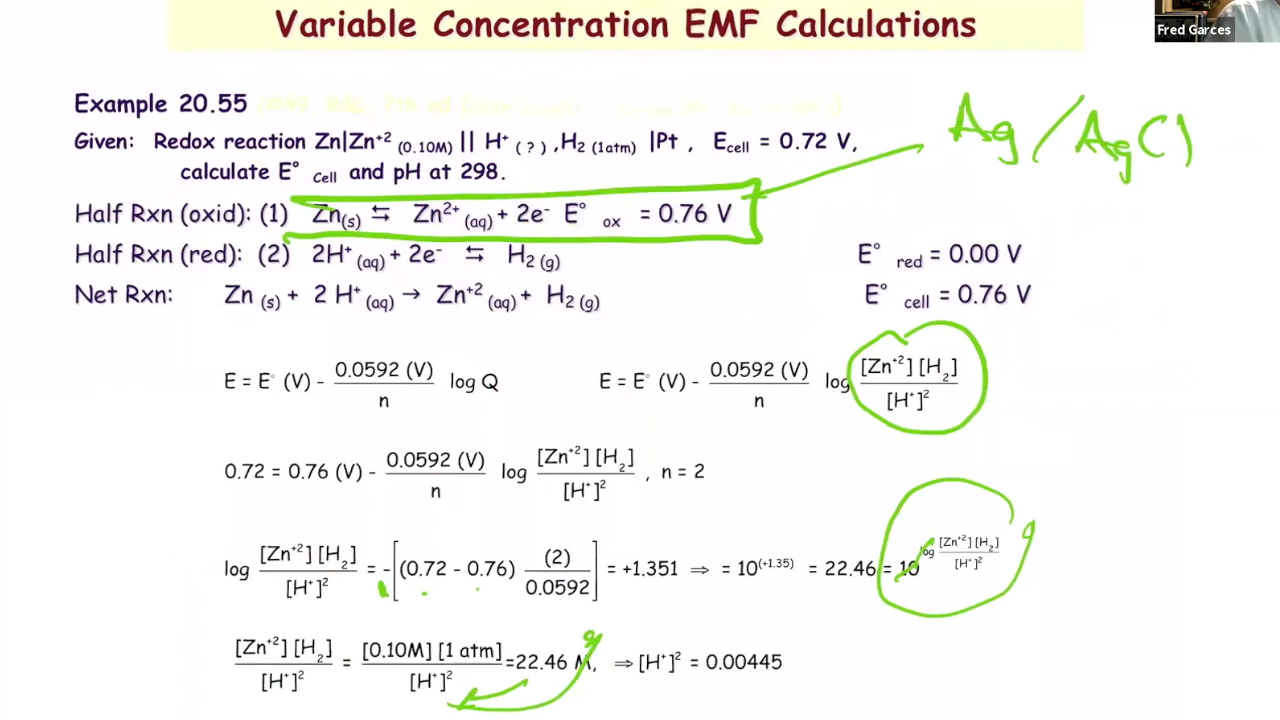 Variable Concentration EMF Calculations
Fred Garces
Example 20.55
Given: Redox reaction Zn|Zn⁺² (0.10M) || H⁺ (?) ,H₂ (1atm) |Pt , E cell = 0.72 V,
calculate E° cell and pH at 298.
Ag/AgCl
Half Rxn (oxid): (1) Zn(s) ⇆ Zn²⁺ (aq) + 2e⁻ E° ox = 0.76 V
Half Rxn (red): (2) 2H⁺ (aq) + 2e⁻ ⇆ H₂ (g) E° red = 0.00 V
Net Rxn: Zn (s) + 2 H⁺ (aq) → Zn⁺² (aq) + H₂ (g) E° cell = 0.76 V
E = E° (V) - 0.0592 (V)/n log Q E = E° (V) - 0.0592 (V)/n log [Zn⁺²] [H₂]/[H⁺]²
0.72 = 0.76 (V) - 0.0592 (V)/n log [Zn⁺²] [H₂]/[H⁺]² , n = 2
log [Zn⁺²] [H₂]/[H⁺]² = -[(0.72 - 0.76) (2)/0.0592] = +1.351 ⇒ = 10^(+1.35) = 22.46 = 10^log [Zn⁺²] [H₂]/[H⁺]²
[Zn⁺²] [H₂]/[H⁺]² = [0.10M] [1 atm]/[H⁺]² =22.46 M, ⇒ [H⁺]² = 0.00445